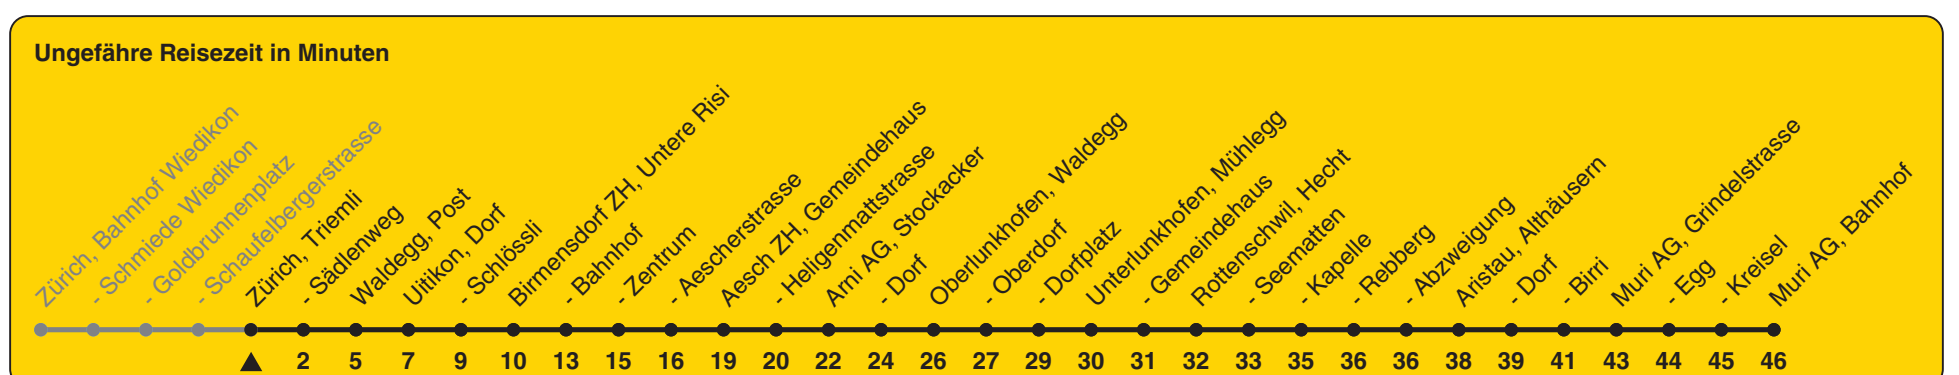 Ungefähre Reisezeit in Minuten
Zürich, Bahnhof Wiedikon
- Schmiede Wiedikon
- Goldbrunnenplatz
- Schaufelbergerstrasse
Zürich, Triemli
- Sädlenweg
Waldegg, Post
Uitikon, Dorf
- Schlössli
Birmensdorf ZH, Untere Risi
- Bahnhof
- Zentrum
- Aescherstrasse
Aesch ZH, Gemeindehaus
- Heligenmattstrasse
Arni AG, Stockacker
- Dorf
Oberlunkhofen, Waldegg
- Oberdorf
- Dorfplatz
Unterlunkhofen, Mühlegg
- Gemeindehaus
Rottenschwil, Hecht
- Seematten
- Kapelle
- Rebberg
- Abzweigung
Aristau, Althäusern
- Dorf
- Birri
Muri AG, Grindelstrasse
- Egg
- Kreisel
Muri AG, Bahnhof
2 5 7 9 10 13 15 16 19 20 22 24 26 27 29 30 31 32 33 35 36 36 38 39 41 43 44 45 46